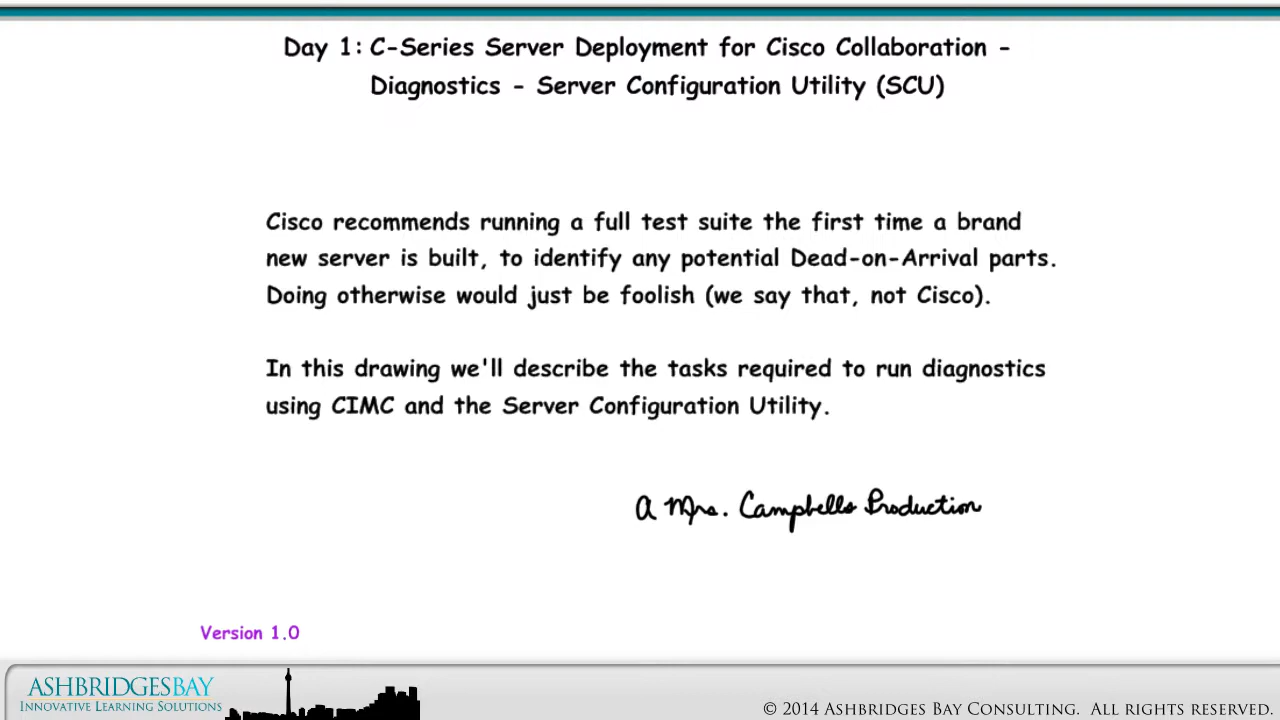 Day 1: C-Series Server Deployment for Cisco Collaboration -
Diagnostics - Server Configuration Utility (SCU)
Cisco recommends running a full test suite the first time a brand
new server is built, to identify any potential Dead-on-Arrival parts.
Doing otherwise would just be foolish (we say that, not Cisco).
In this drawing we'll describe the tasks required to run diagnostics
using CIMC and the Server Configuration Utility.
A Mrs. Campbells Production
Version 1.0
ASHBRIDGESBAY
INNOVATIVE LEARNING SOLUTIONS
© 2014 ASHBRIDGES BAY CONSULTING. ALL RIGHTS RESERVED.